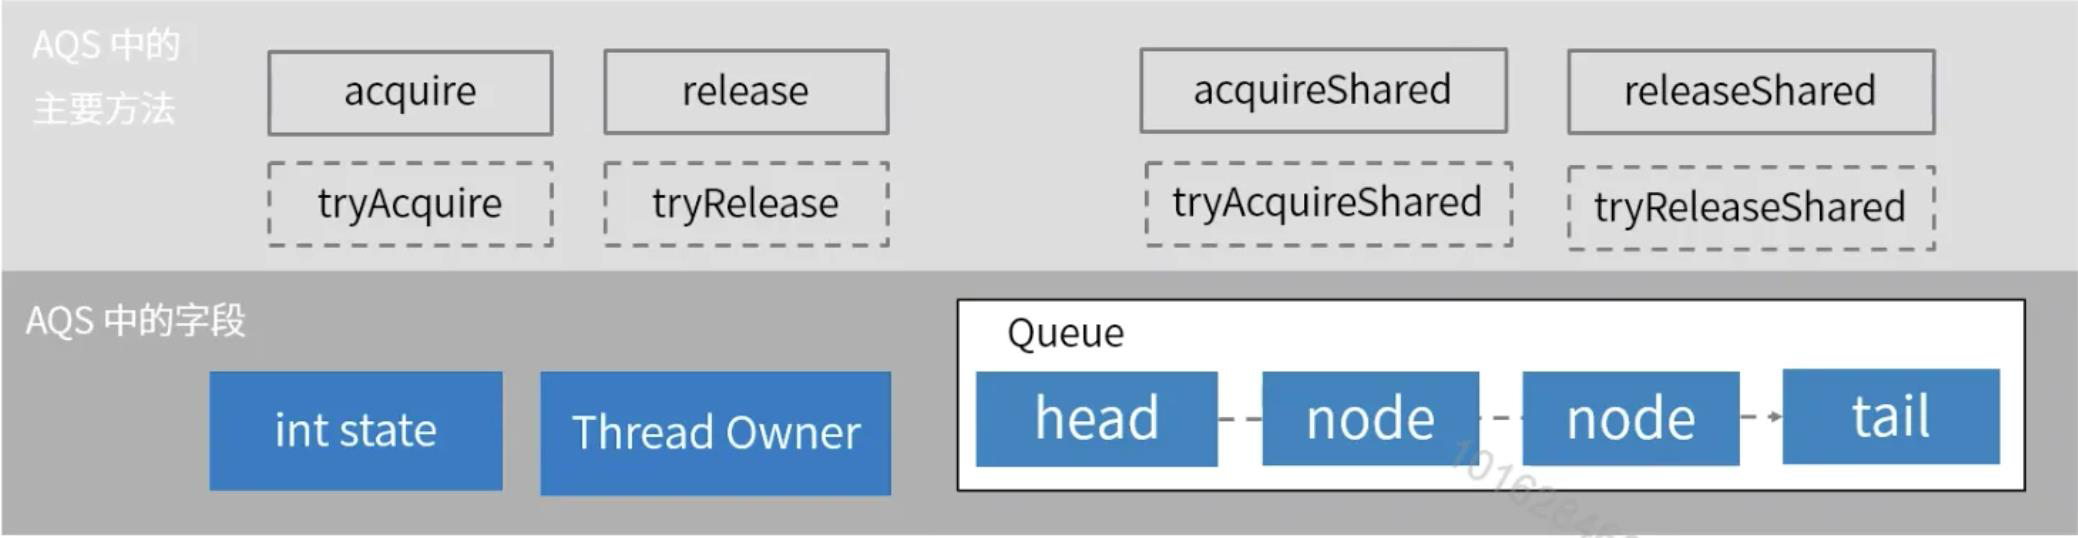 AQS 中的
主要方法
acquire
release
acquireShared
releaseShared
tryAcquire
tryRelease
tryAcquireShared
tryReleaseShared
AQS 中的字段
int state
Thread Owner
Queue
head
node
node
tail